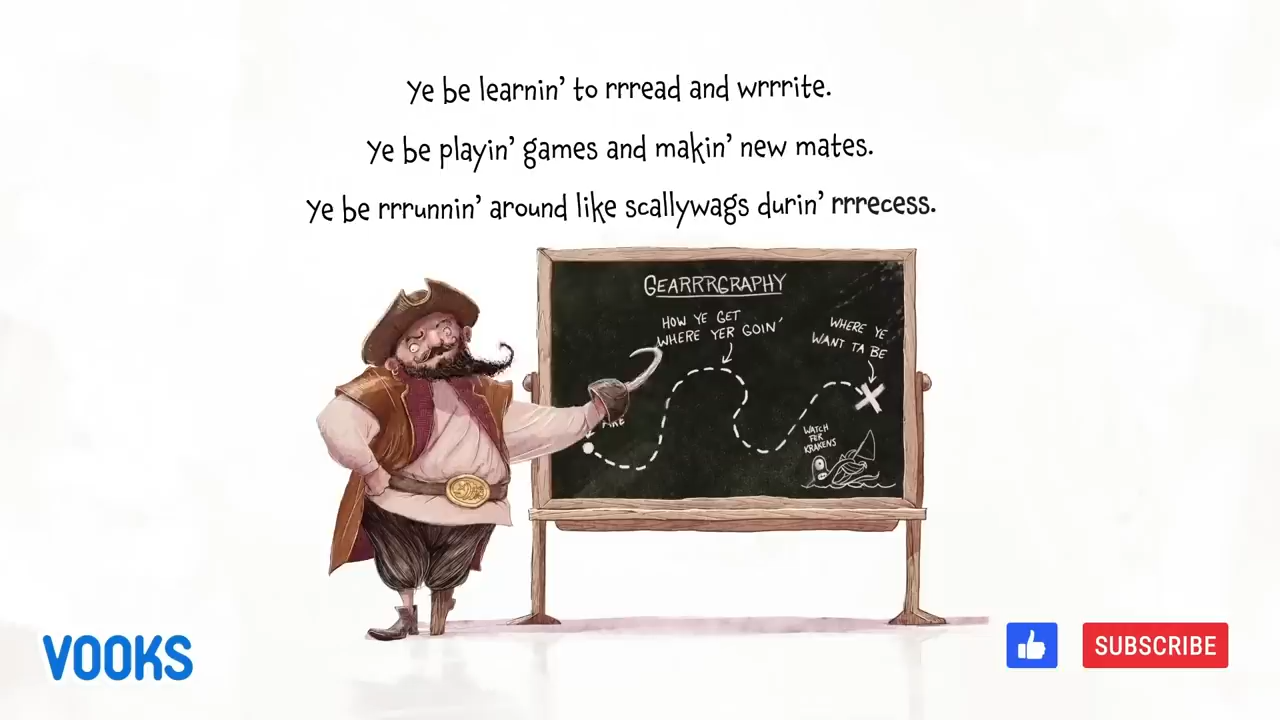 Ye be learnin' to rrread and wrrrite.
Ye be playin' games and makin' new mates.
Ye be rrrunnin' around like scallywags durin' rrrecess.
GEARRRGRAPHY
HOW YE GET
WHERE YER GOIN'
WHERE YE
WANT TA BE
WATCH
FER
KRAKENS
VOOKS
SUBSCRIBE